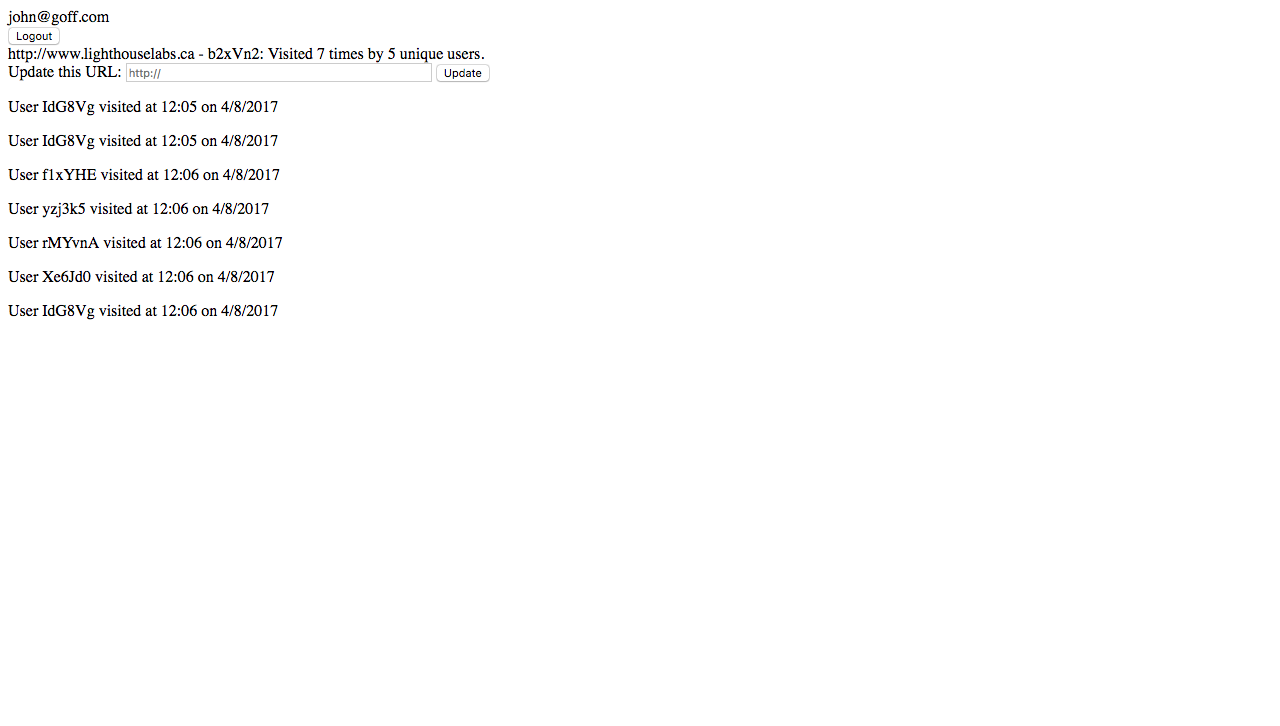 john@goff.com
Logout
http://www.lighthouselabs.ca - b2xVn2: Visited 7 times by 5 unique users.
Update this URL: http:// Update
User IdG8Vg visited at 12:05 on 4/8/2017
User IdG8Vg visited at 12:05 on 4/8/2017
User f1xYHE visited at 12:06 on 4/8/2017
User yzj3k5 visited at 12:06 on 4/8/2017
User rMYvnA visited at 12:06 on 4/8/2017
User Xe6Jd0 visited at 12:06 on 4/8/2017
User IdG8Vg visited at 12:06 on 4/8/2017